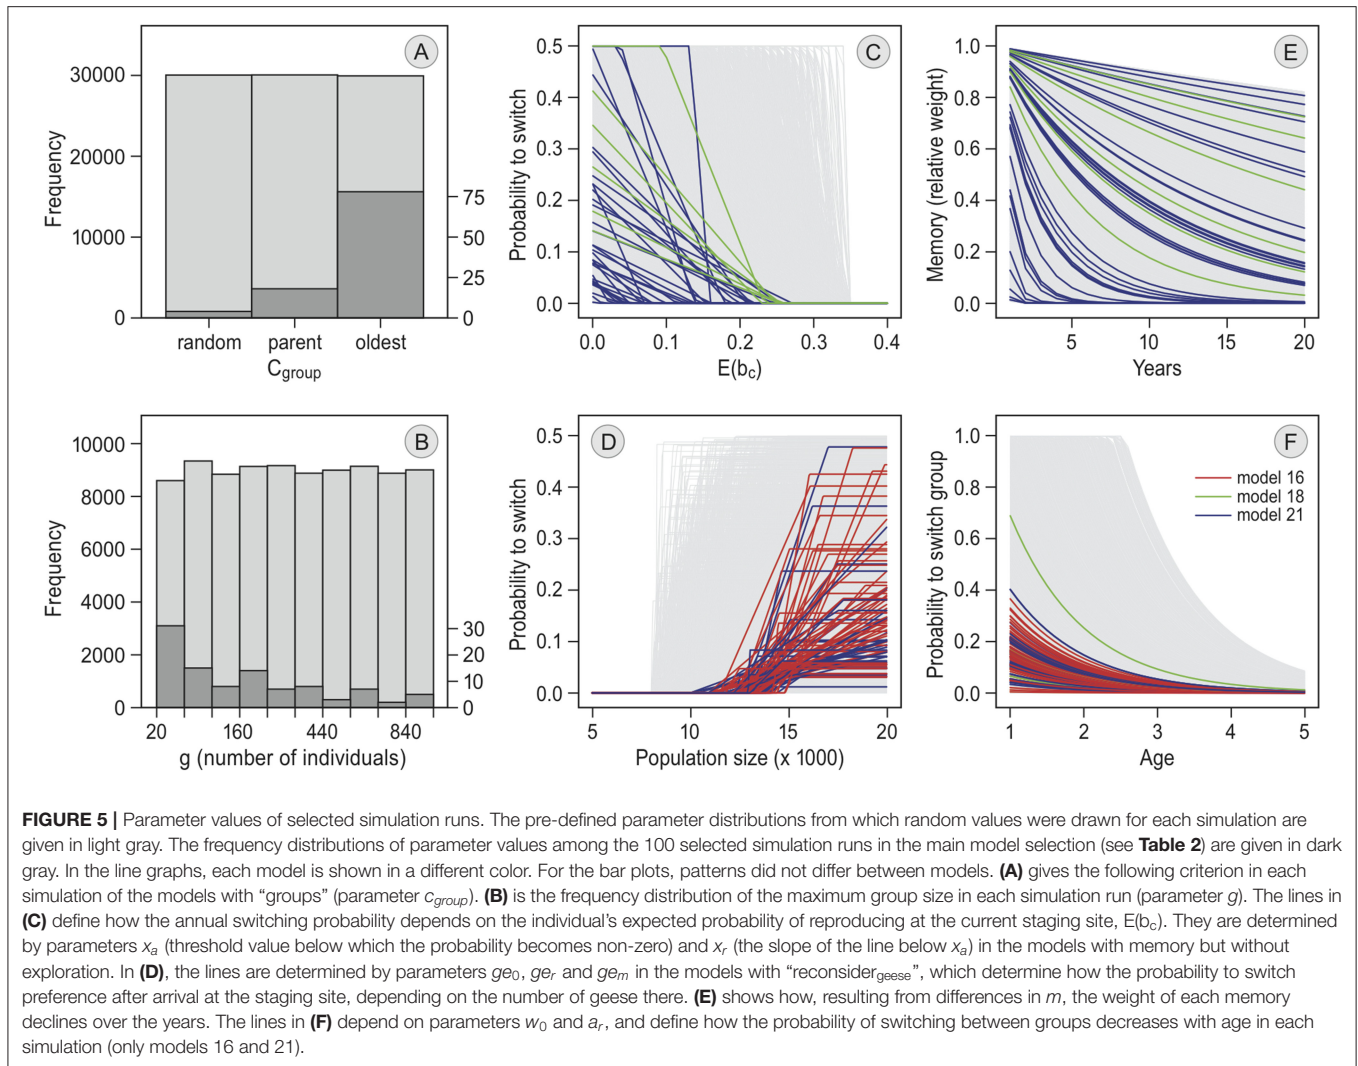 A
30000
20000
10000
0
Frequency
75
50
25
0
random parent oldest
Cgroup
C
0.5
0.4
0.3
0.2
0.1
0.0
Probability to switch
0.0 0.1 0.2 0.3 0.4
E(bc)
E
1.0
0.8
0.6
0.4
0.2
0.0
Memory (relative weight)
5 10 15 20
Years
B
10000
8000
6000
4000
2000
0
Frequency
30
20
10
0
20 160 440 840
g (number of individuals)
D
0.5
0.4
0.3
0.2
0.1
0.0
Probability to switch
5 10 15 20
Population size (x 1000)
F
1.0
0.8
0.6
0.4
0.2
0.0
Probability to switch group
model 16
model 18
model 21
1 2 3 4 5
Age
FIGURE 5 | Parameter values of selected simulation runs. The pre-defined parameter distributions from which random values were drawn for each simulation are
given in light gray. The frequency distributions of parameter values among the 100 selected simulation runs in the main model selection (see Table 2) are given in dark
gray. In the line graphs, each model is shown in a different color. For the bar plots, patterns did not differ between models. (A) gives the following criterion in each
simulation of the models with “groups” (parameter cgroup). (B) is the frequency distribution of the maximum group size in each simulation run (parameter g). The lines in
(C) define how the annual switching probability depends on the individual’s expected probability of reproducing at the current staging site, E(bc). They are determined
by parameters xa (threshold value below which the probability becomes non-zero) and xr (the slope of the line below xa) in the models with memory but without
exploration. In (D), the lines are determined by parameters ge0, ger and gem in the models with “reconsidergeese”, which determine how the probability to switch
preference after arrival at the staging site, depending on the number of geese there. (E) shows how, resulting from differences in m, the weight of each memory
declines over the years. The lines in (F) depend on parameters w0 and ar, and define how the probability of switching between groups decreases with age in each
simulation (only models 16 and 21).